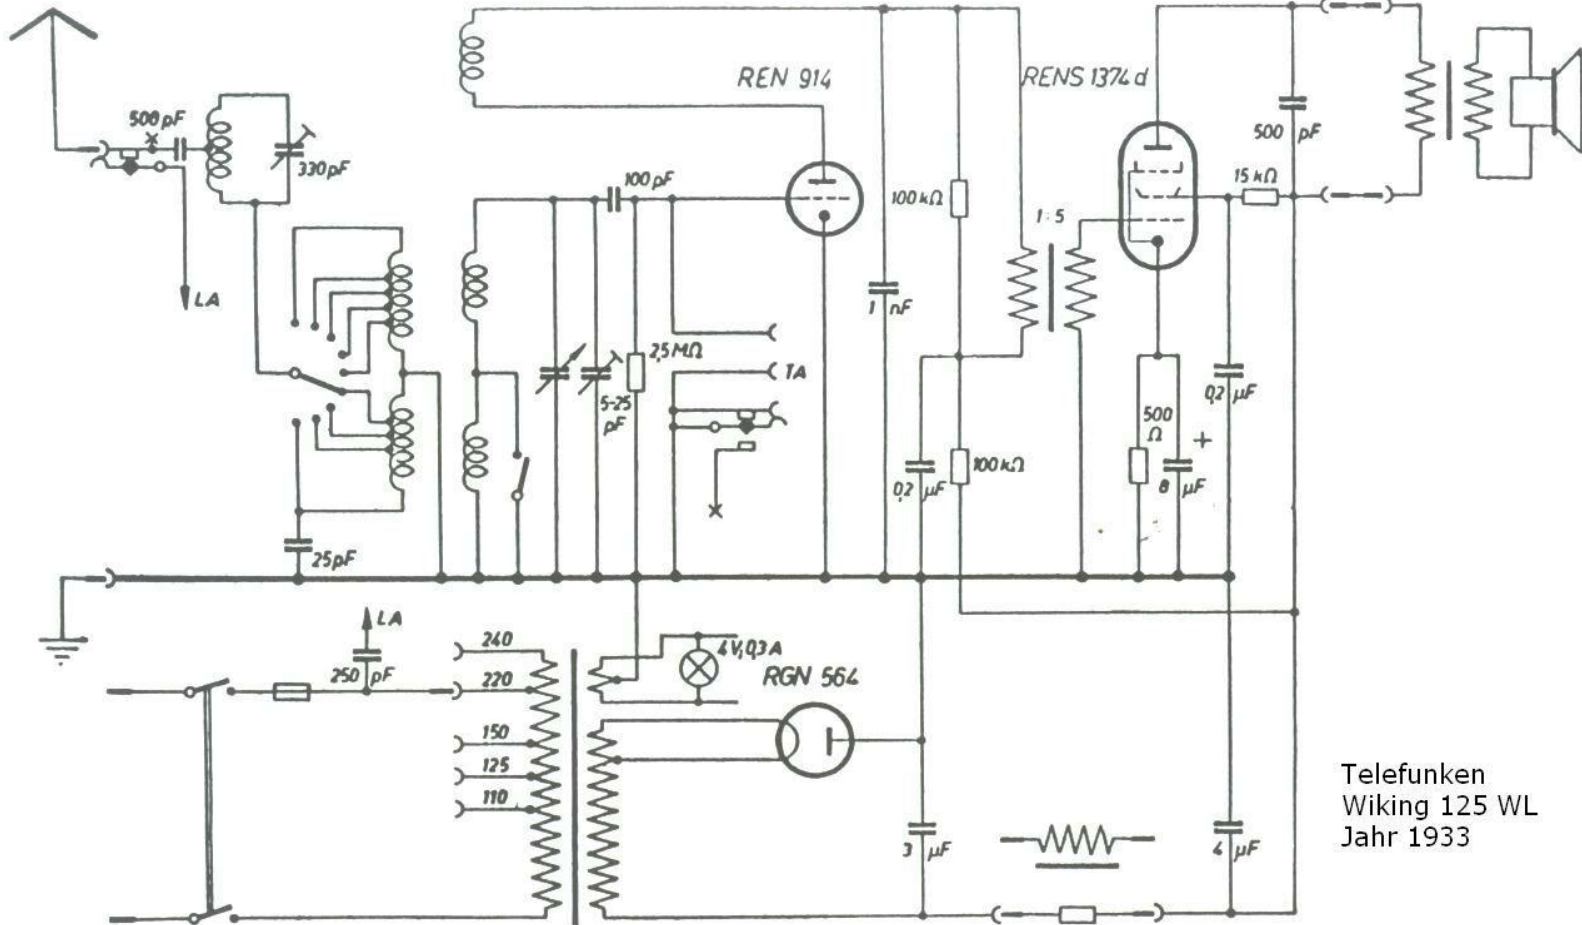 REN 914
RENS 1374 d
500 pF
330 pF
LA
100 pF
2,5 MΩ
5-25
pF
TA
100 kΩ
1 nF
1:5
500 pF
15 kΩ
0,2 µF
100 kΩ
500
Ω
+
8 µF
0,2 µF
25 pF
LA
250 pF
240
220
150
125
110
4V, 0,3 A
RGN 564
3 µF
4 µF
Telefunken
Wiking 125 WL
Jahr 1933